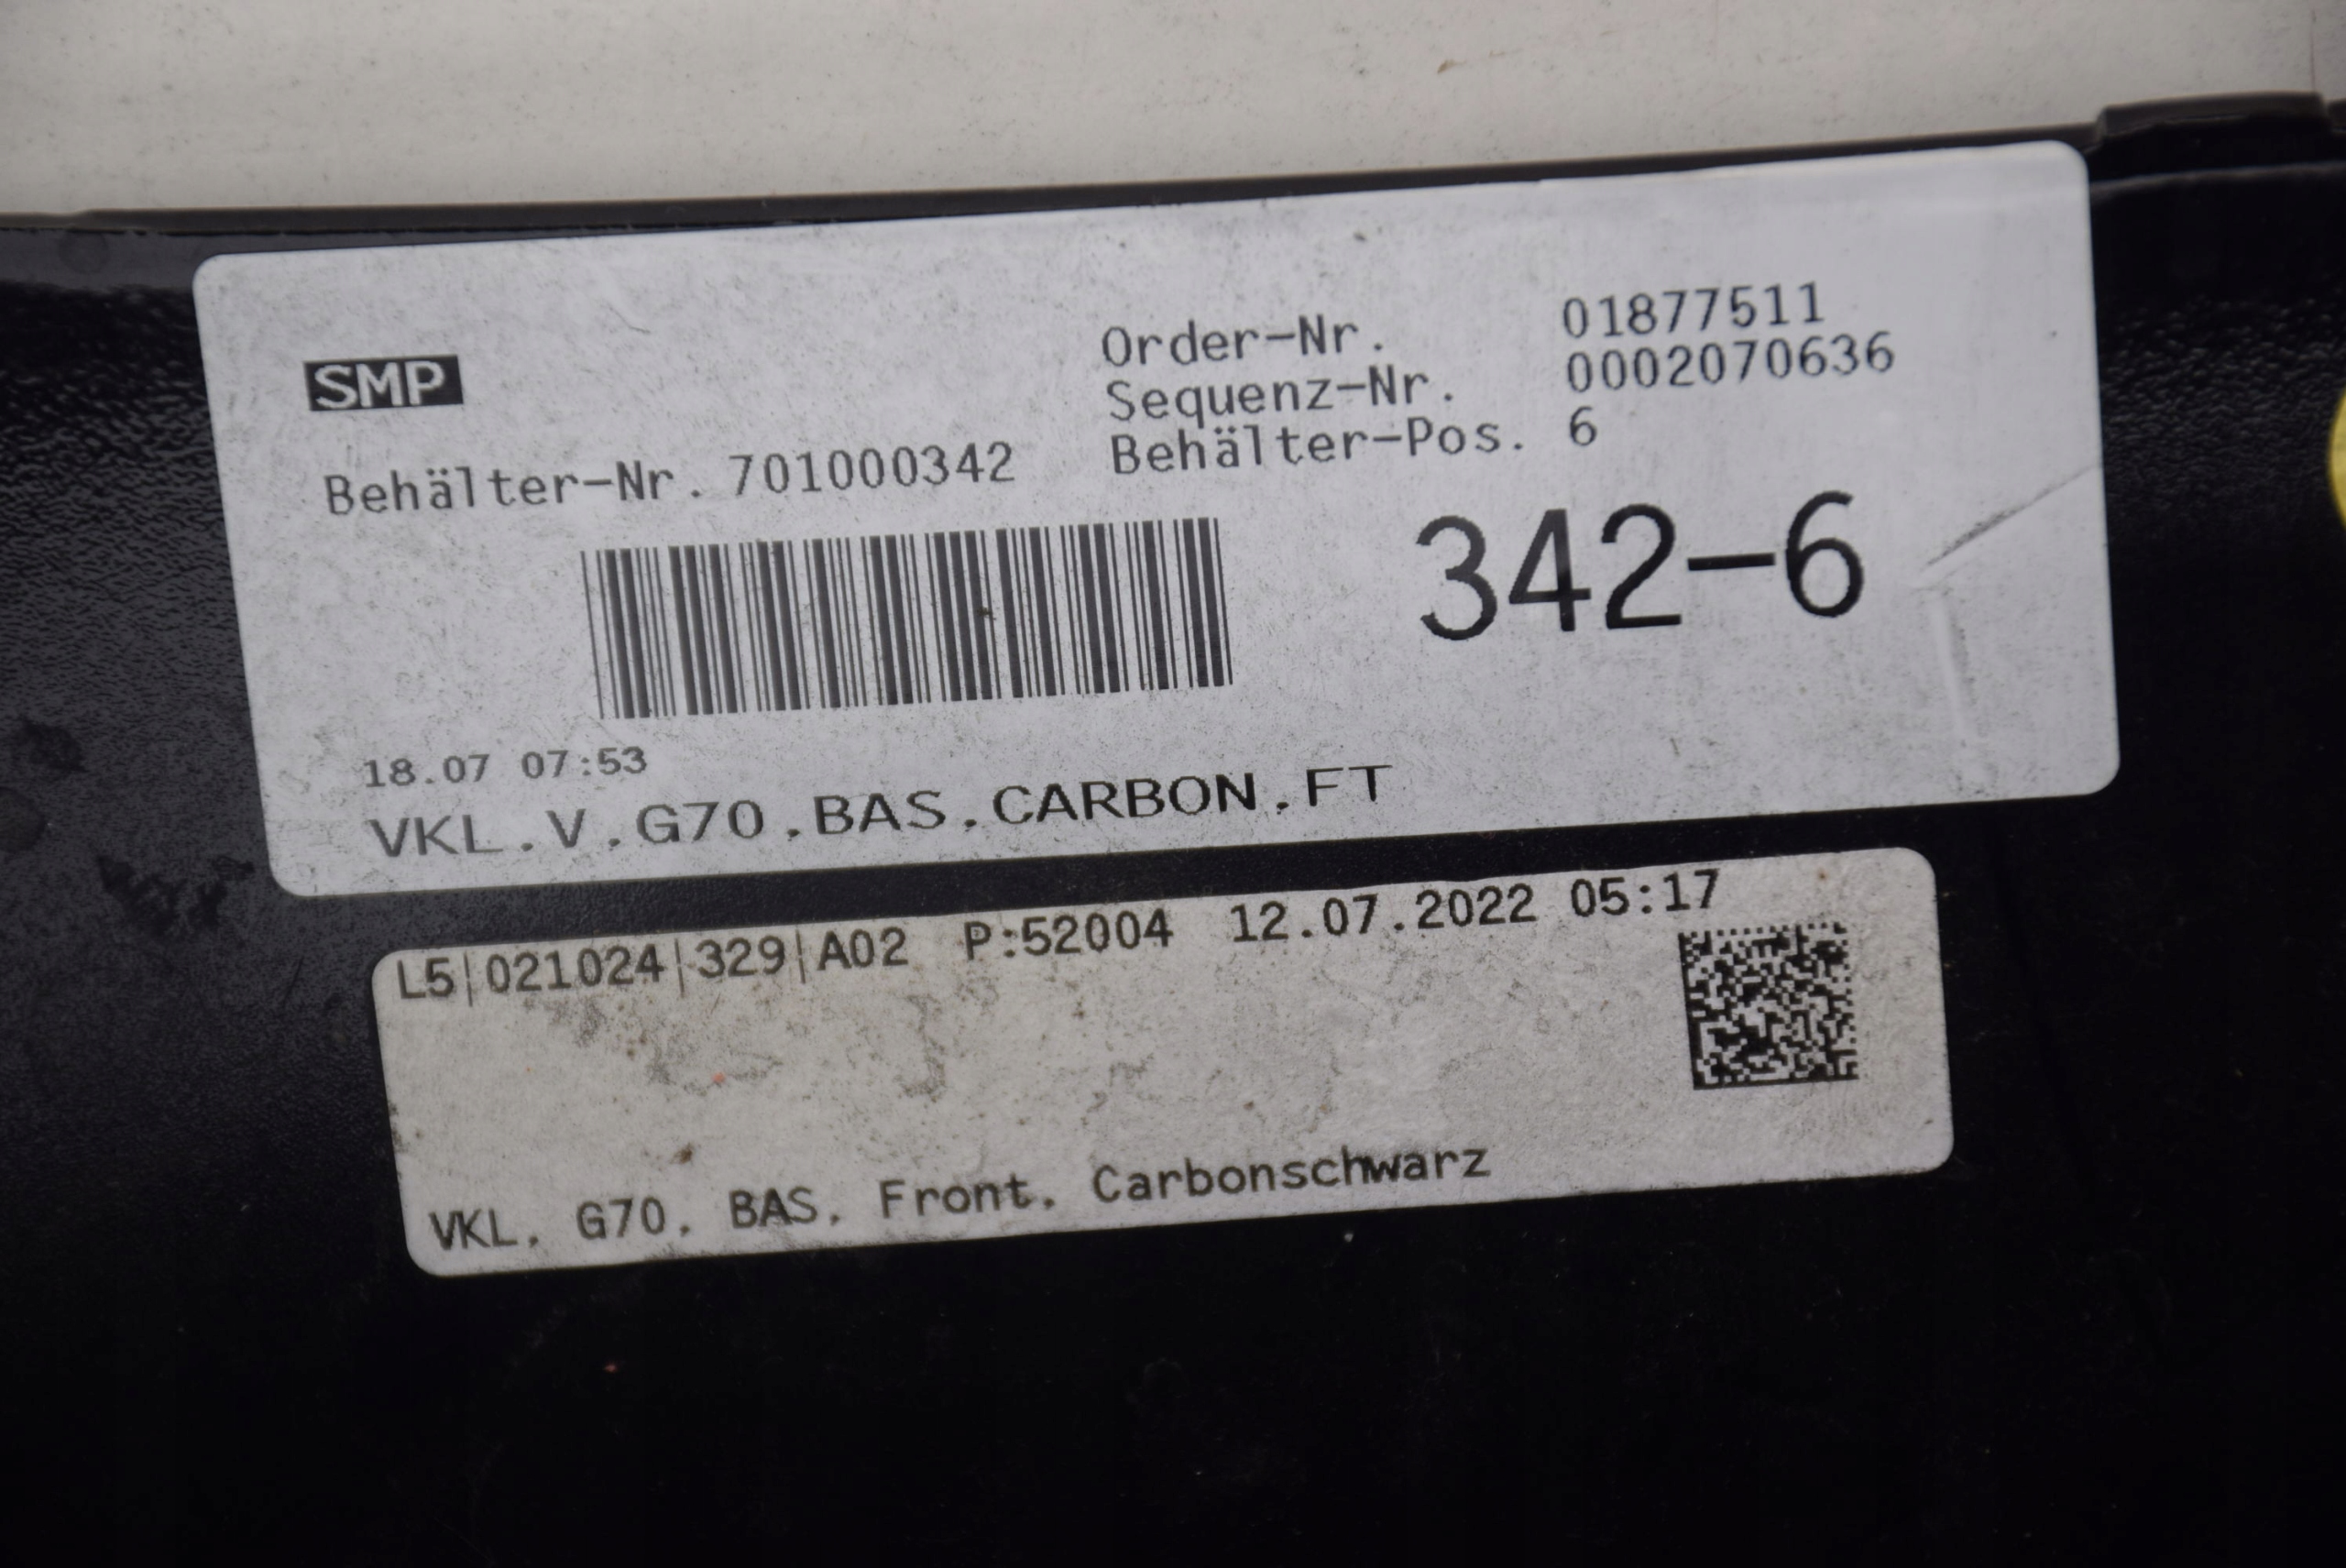 SMP
Order-Nr. 01877511
Sequenz-Nr. 0002070636
Behälter-Nr. 701000342
Behälter-Pos. 6
342-6
18.07 07:53
VKL.V.G70.BAS.CARBON.FT
L5|021024|329|A02 P:52004 12.07.2022 05:17
VKL. G70. BAS. Front. Carbonschwarz